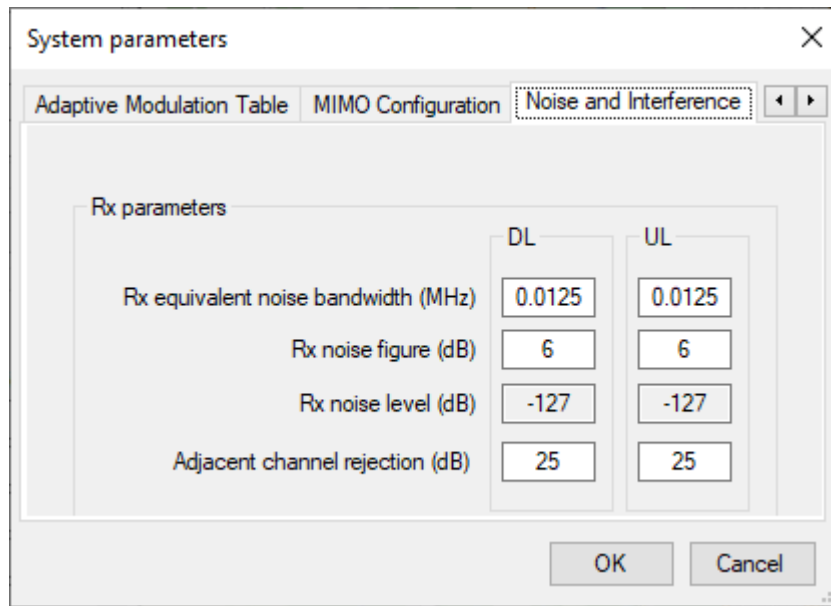 System parameters
Adaptive Modulation Table MIMO Configuration Noise and Interference
Rx parameters
DL UL
Rx equivalent noise bandwidth (MHz) 0.0125 0.0125
Rx noise figure (dB) 6 6
Rx noise level (dB) -127 -127
Adjacent channel rejection (dB) 25 25
OK Cancel